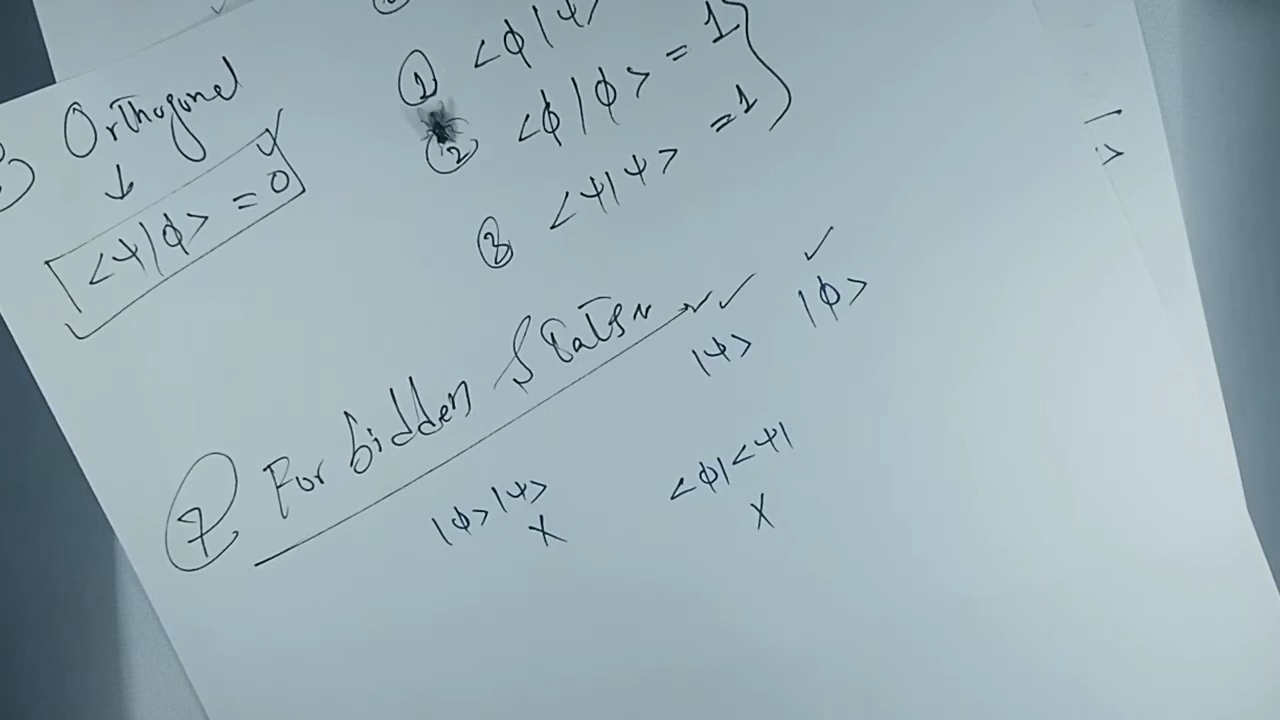 Orthogonal
↓
<ψ|ϕ> = 0 ✓
① <ϕ|ψ>
② <ϕ|ϕ> = 1
③ <ψ|ψ> = 1
⑦ Forbidden States ✓✓
|ψ> |ϕ> ✓
|ϕ>|ψ> <ϕ|<ψ|
X X